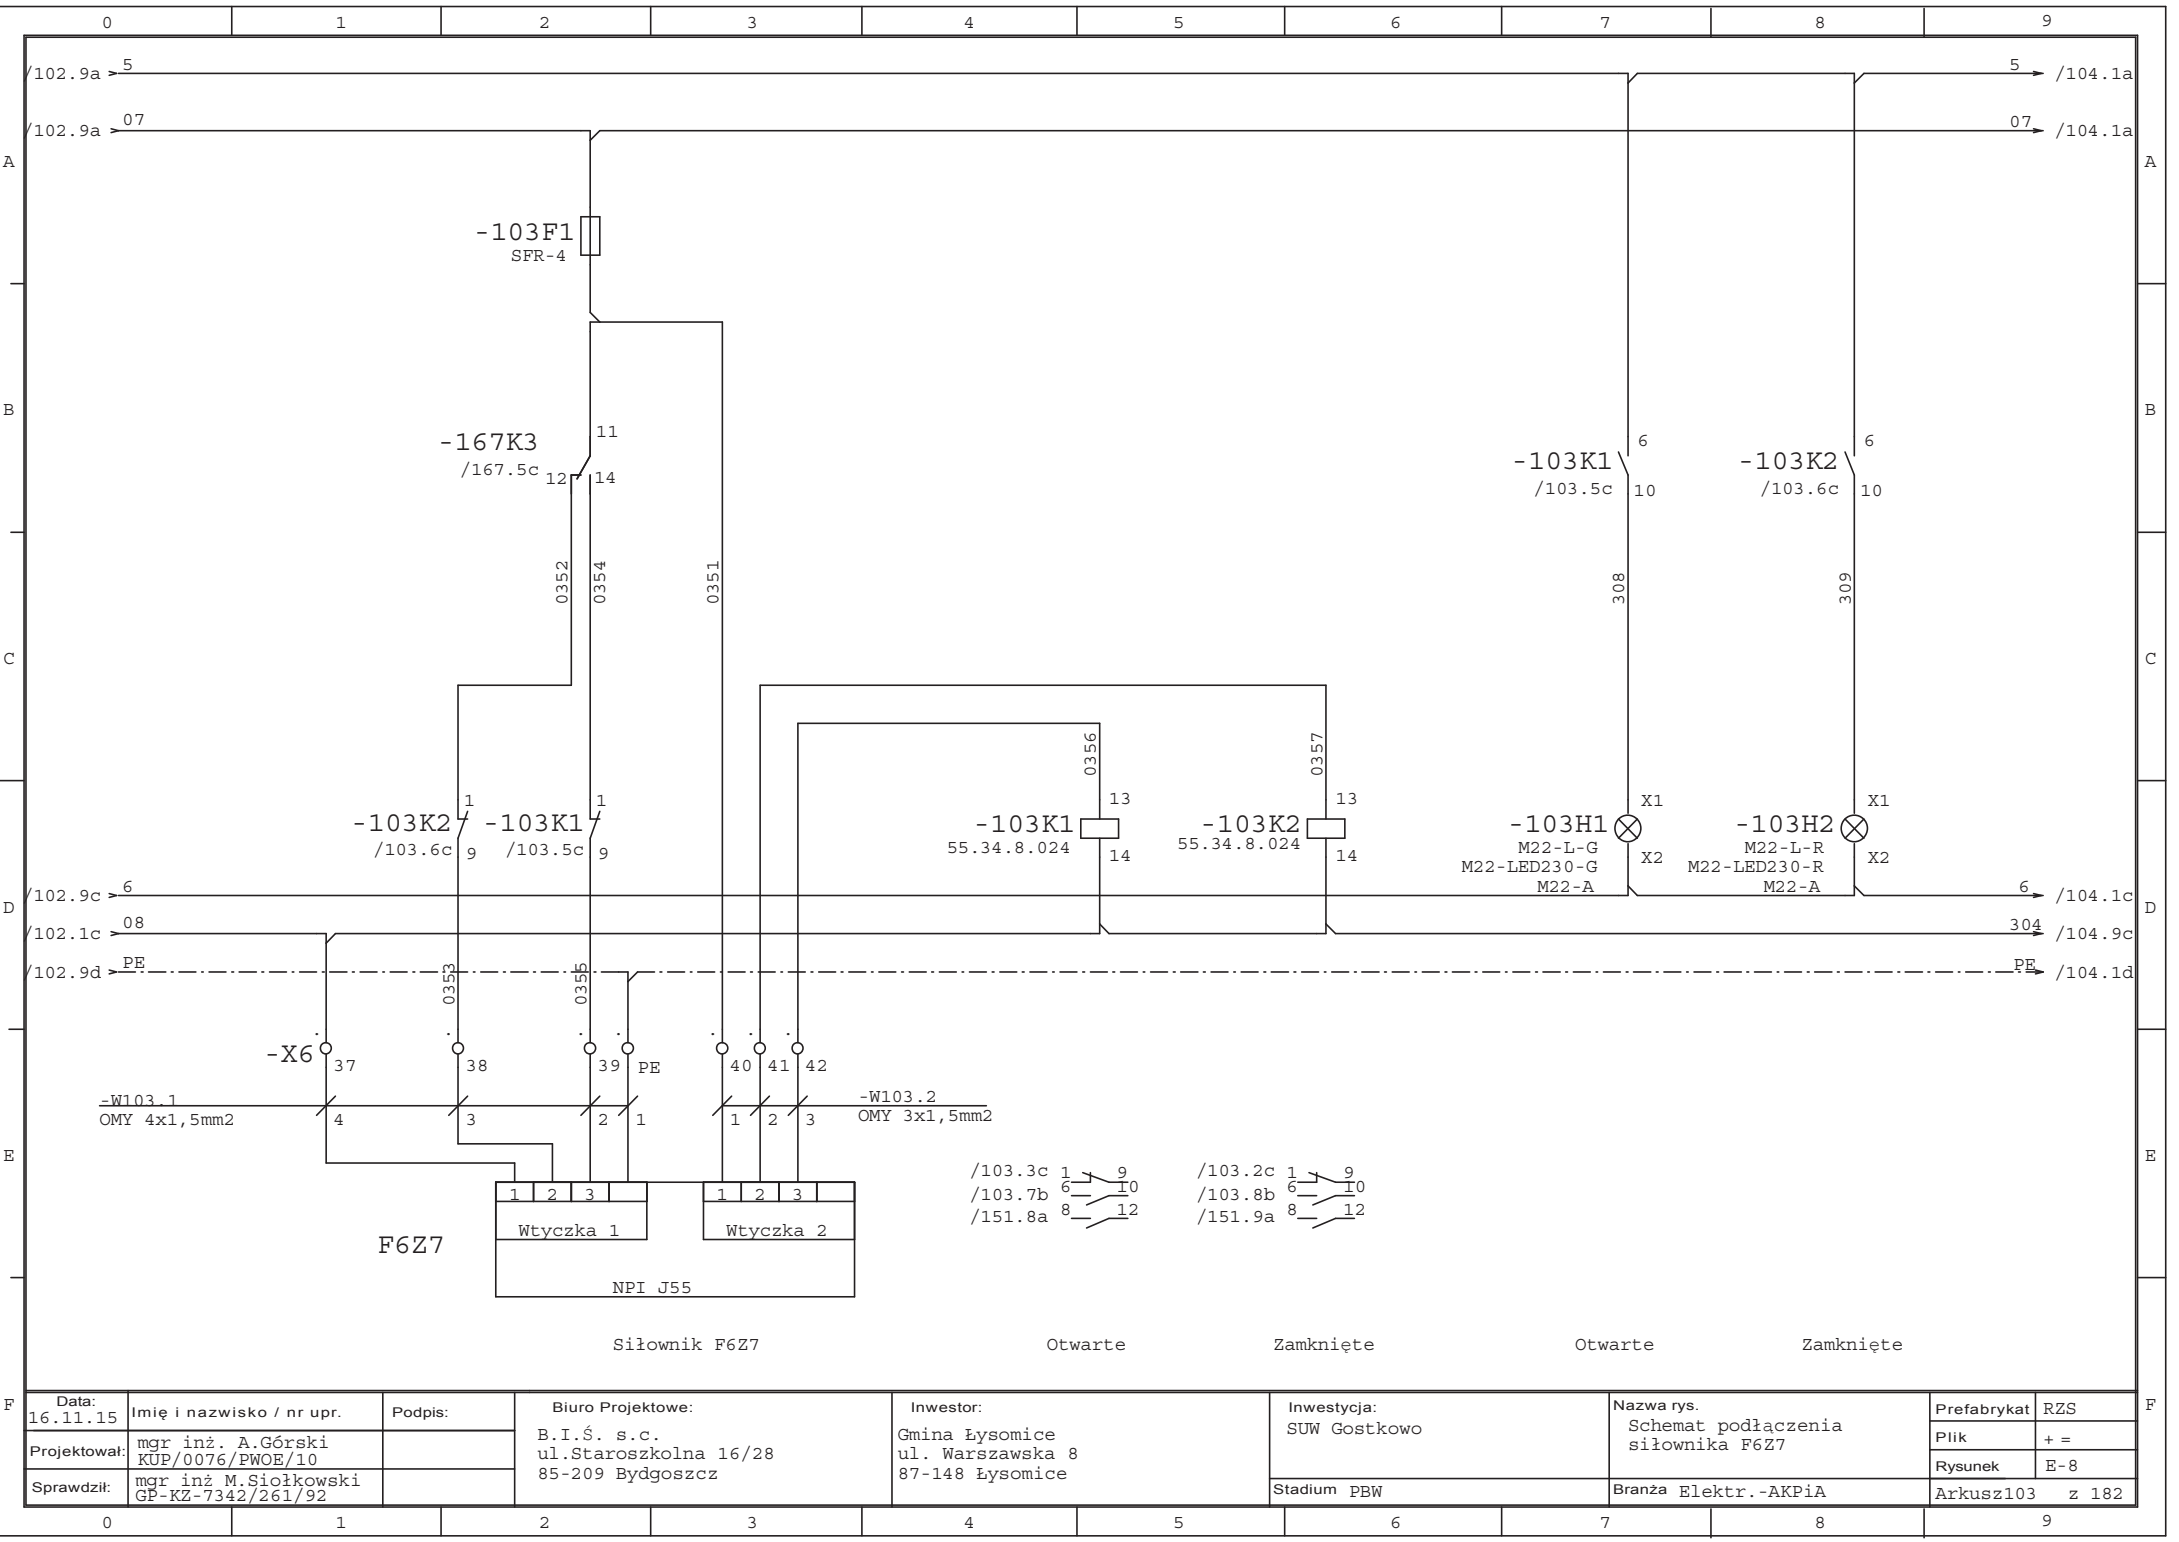 0 1 2 3 4 5 6 7 8 9
/102.9a 5 5 /104.1a
/102.9a 07 07 /104.1a
A A
-103F1
SFR-4
B B
-167K3 11
/167.5c 12 14
-103K1 6
/103.5c 10
-103K2 6
/103.6c 10
0352 0354 0351 308 309
C C
0356 0357
-103K2 1
/103.6c 9
-103K1 1
/103.5c 9
-103K1 13
55.34.8.024 14
-103K2 13
55.34.8.024 14
-103H1 X1
M22-L-G X2
M22-LED230-G
M22-A
-103H2 X1
M22-L-R X2
M22-LED230-R
M22-A
/102.9c 6 6 /104.1c
D D
/102.1c 08 304 /104.9c
/102.9d PE PE /104.1d
0353 0355
-X6 37 38 39 PE 40 41 42
-W103.1
OMY 4x1,5mm2
4 3 2 1 1 2 3
-W103.2
OMY 3x1,5mm2
E E
/103.3c 1 9
/103.7b 6 10
/151.8a 8 12
/103.2c 1 9
/103.8b 6 10
/151.9a 8 12
1 2 3 1 2 3
Wtyczka 1 Wtyczka 2
F6Z7
NPI J55
Siłownik F6Z7 Otwarte Zamknięte Otwarte Zamknięte
F F
Data:
16.11.15
Imię i nazwisko / nr upr.
Podpis:
Projektował:
mgr inż. A.Górski
KUP/0076/PWOE/10
Sprawdził:
mgr inż M.Siołkowski
GP-KZ-7342/261/92
Biuro Projektowe:
B.I.Ś. s.c.
ul.Staroszkolna 16/28
85-209 Bydgoszcz
Inwestor:
Gmina Łysomice
ul. Warszawska 8
87-148 Łysomice
Inwestycja:
SUW Gostkowo
Stadium PBW
Nazwa rys.
Schemat podłączenia
siłownika F6Z7
Branża Elektr.-AKPiA
Prefabrykat RZS
Plik + =
Rysunek E-8
Arkusz103 z 182
0 1 2 3 4 5 6 7 8 9